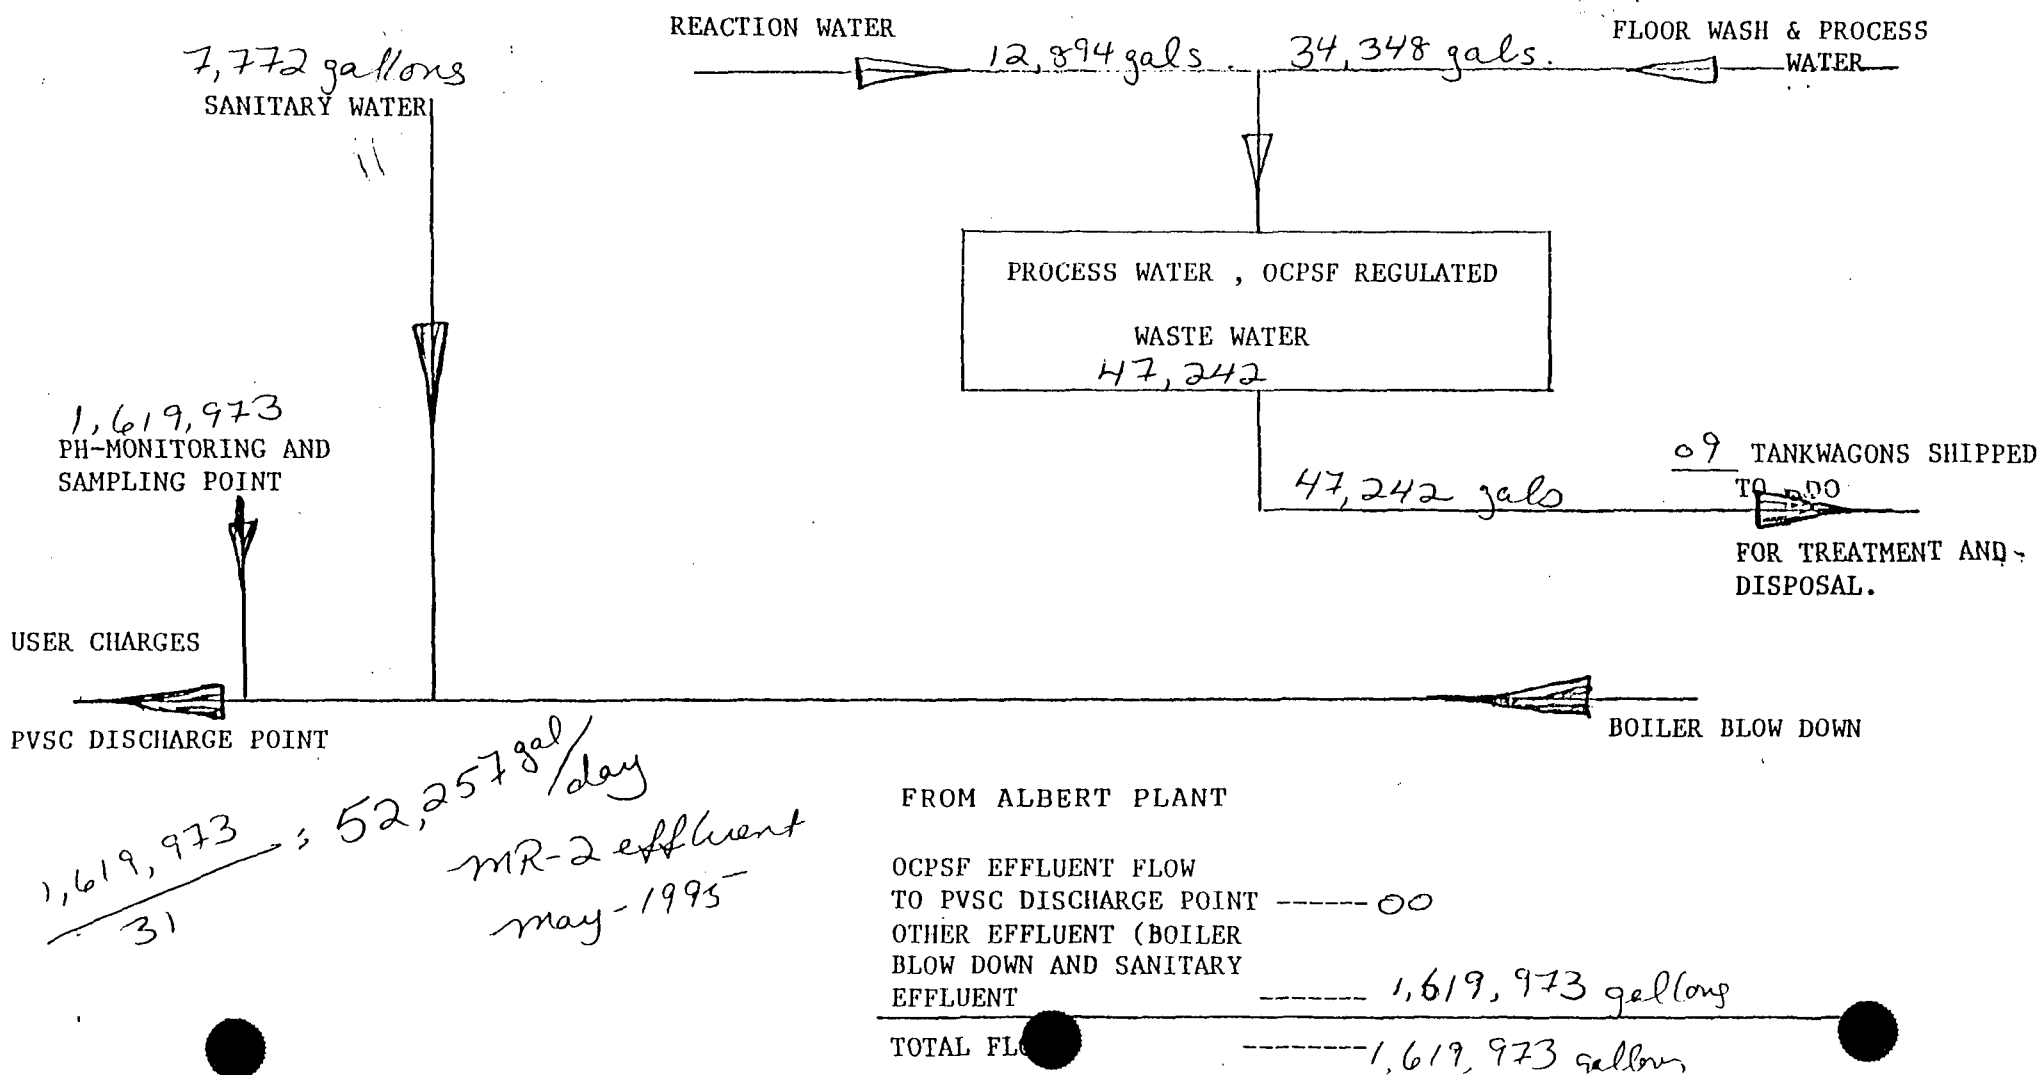 REACTION WATER
12,894 gals.
34,348 gals.
FLOOR WASH & PROCESS
WATER
7,772 gallons
SANITARY WATER
PROCESS WATER , OCPSF REGULATED
WASTE WATER
47,242
1,619,973
PH-MONITORING AND
SAMPLING POINT
09 TANKWAGONS SHIPPED
TO
47,242 gals
FOR TREATMENT AND
DISPOSAL.
USER CHARGES
PVSC DISCHARGE POINT
BOILER BLOW DOWN
1,619,973 : 52,257 gal/day
31
MR-2 effluent
may-1995
FROM ALBERT PLANT
OCPSF EFFLUENT FLOW
TO PVSC DISCHARGE POINT ------ 00
OTHER EFFLUENT (BOILER
BLOW DOWN AND SANITARY
EFFLUENT ------- 1,619,973 gallons
TOTAL -------- 1,619,973 gallons